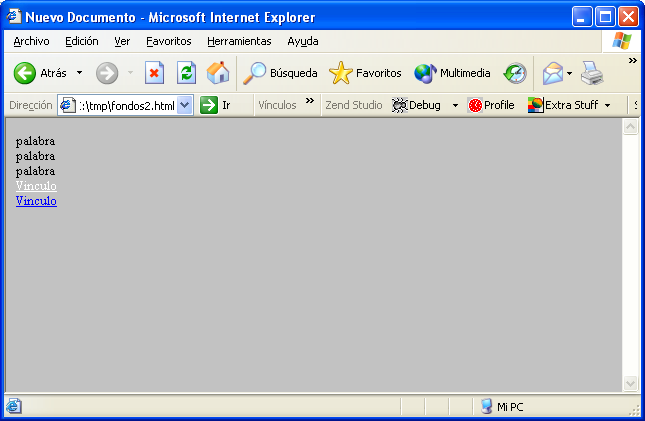 Nuevo Documento - Microsoft Internet Explorer
Archivo Edición Ver Favoritos Herramientas Ayuda
Atrás Búsqueda Favoritos Multimedia »
Dirección :\tmp\fondos2.html Ir Vínculos » Zend Studio Debug Profile Extra Stuff
palabra
palabra
palabra
Vinculo
Vinculo
Mi PC